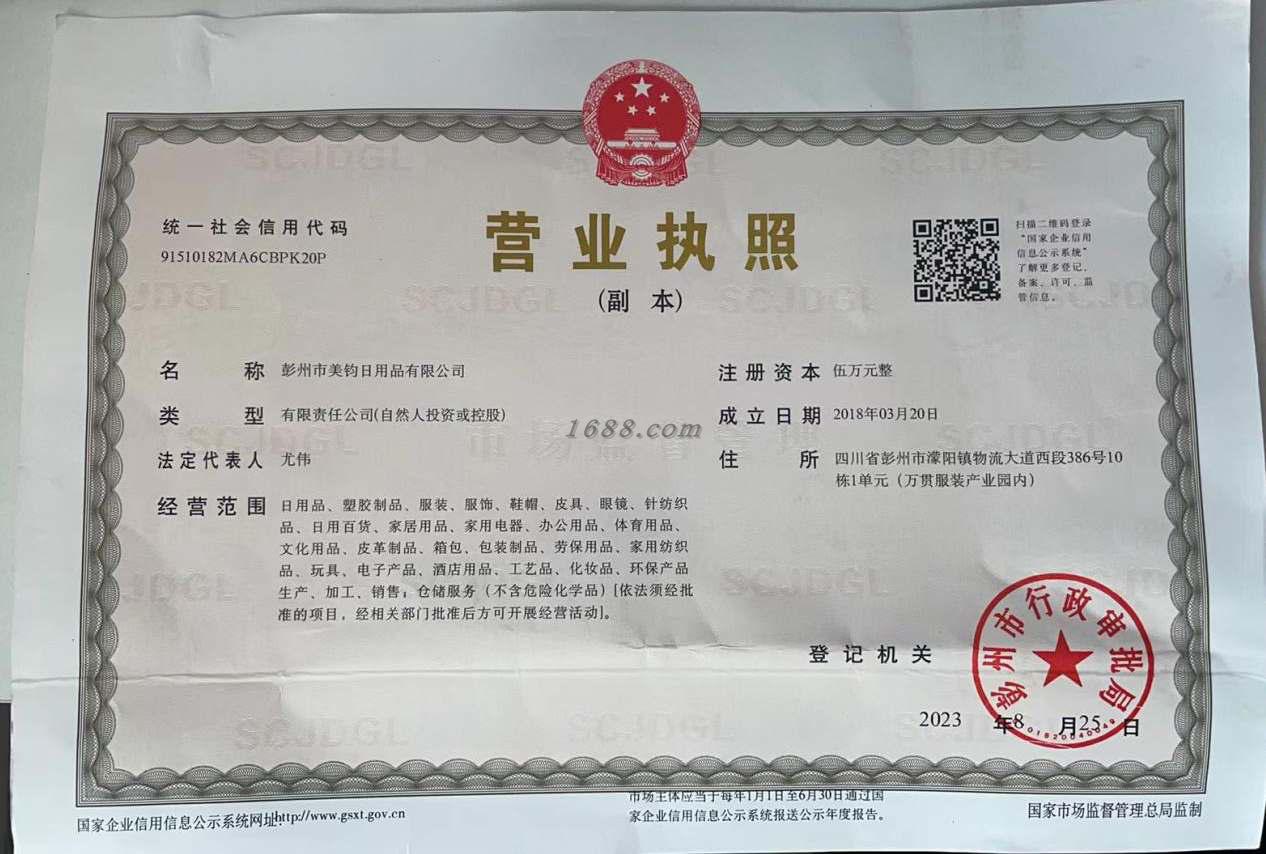 统一社会信用代码
91510182MA6CBPK20P
营业执照
(副 本)
扫描二维码登录
“国家企业信用
信息公示系统”
了解更多登记、
备案、许可、监
管信息。
名 称 彭州市美钧日用品有限公司
类 型 有限责任公司(自然人投资或控股)
法定代表人 尤伟
经营范围 日用品、塑胶制品、服装、服饰、鞋帽、皮具、眼镜、针纺织
品、日用百货、家居用品、家用电器、办公用品、体育用品、
文化用品、皮革制品、箱包、包装制品、劳保用品、家用纺织
品、玩具、电子产品、酒店用品、工艺品、化妆品、环保产品
生产、加工、销售；仓储服务（不含危险化学品）[依法须经批
准的项目，经相关部门批准后方可开展经营活动]。
注册资本 伍万元整
成立日期 2018年03月20日
住 所 四川省彭州市濛阳镇物流大道西段386号10
栋1单元（万贯服装产业园内）
1688.com
SCJDGL
市场监督管理
登记机关
彭州市行政审批局
2023 年8 月25 日
国家企业信用信息公示系统网址:http://www.gsxt.gov.cn
市场主体应当于每年1月1日至6月30日通过国
家企业信用信息公示系统报送公示年度报告。
国家市场监督管理总局监制